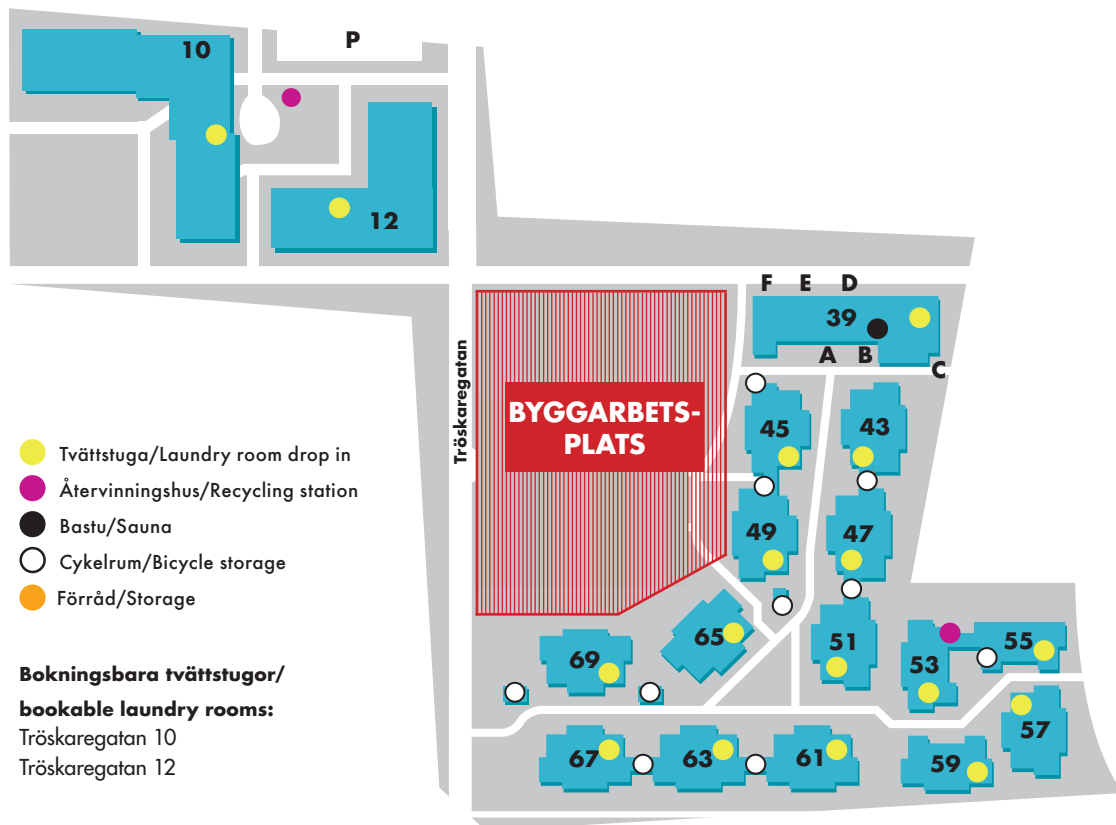 P
10
12
F E D
39
A B
C
Tröskaregatan
BYGGARBETS-
PLATS
45
43
49
47
65
51
69
53
55
57
67
63
61
59
Tvättstuga/Laundry room drop in
Återvinningshus/Recycling station
Bastu/Sauna
Cykelrum/Bicycle storage
Förråd/Storage
Bokningsbara tvättstugor/
bookable laundry rooms:
Tröskaregatan 10
Tröskaregatan 12